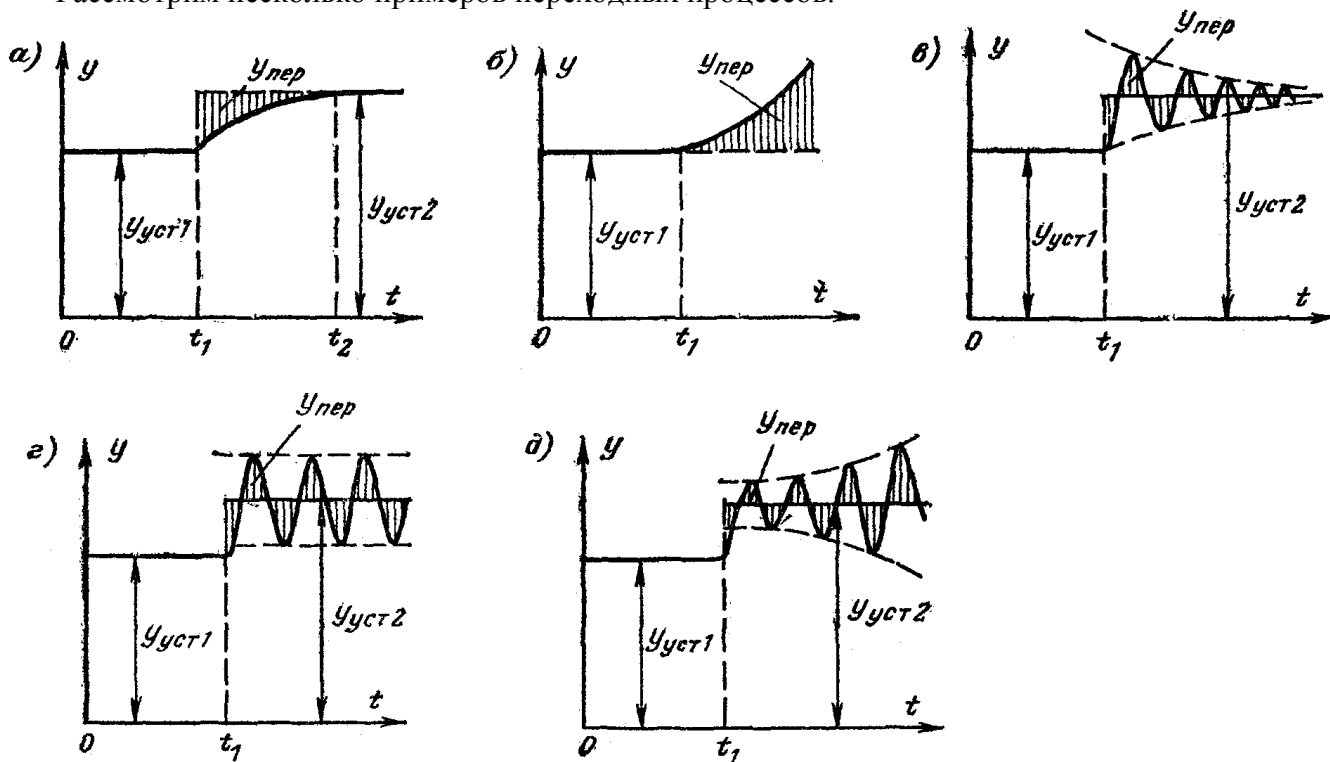 Рассмотрим несколько примеров переходных процессов.
а) y yпер yуст1 yуст2 t 0 t1 t2
б) y yпер yуст1 t 0 t1
в) y yпер yуст1 yуст2 t 0 t1
г) y yпер yуст1 yуст2 t 0 t1
д) y yпер yуст1 yуст2 t 0 t1